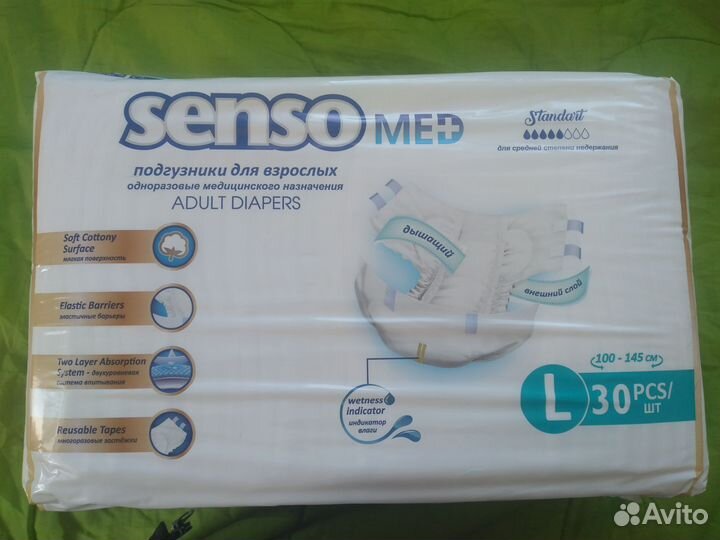 senso MED
Standart
для средней степени недержания
подгузники для взрослых
одноразовые медицинского назначения
ADULT DIAPERS
Soft Cottony
Surface
мягкая поверхность
Elastic Barriers
эластичные барьеры
Two Layer Absorption
System - двухуровневая
система впитывания
Reusable Tapes
многоразовые застёжки
дышащий
внешний слой
wetness
indicator
индикатор
влаги
100 - 145 см
L 30 PCS/
шт
Avito